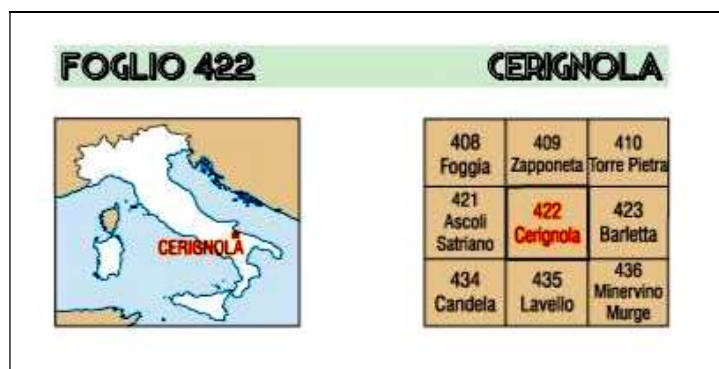 FOGLIO 422 CERIGNOLA
CERIGNOLA
408
Foggia
409
Zapponeta
410
Torre Pietra
421
Ascoli
Satriano
422
Cerignola
423
Barletta
434
Candela
435
Lavello
436
Minervino
Murge